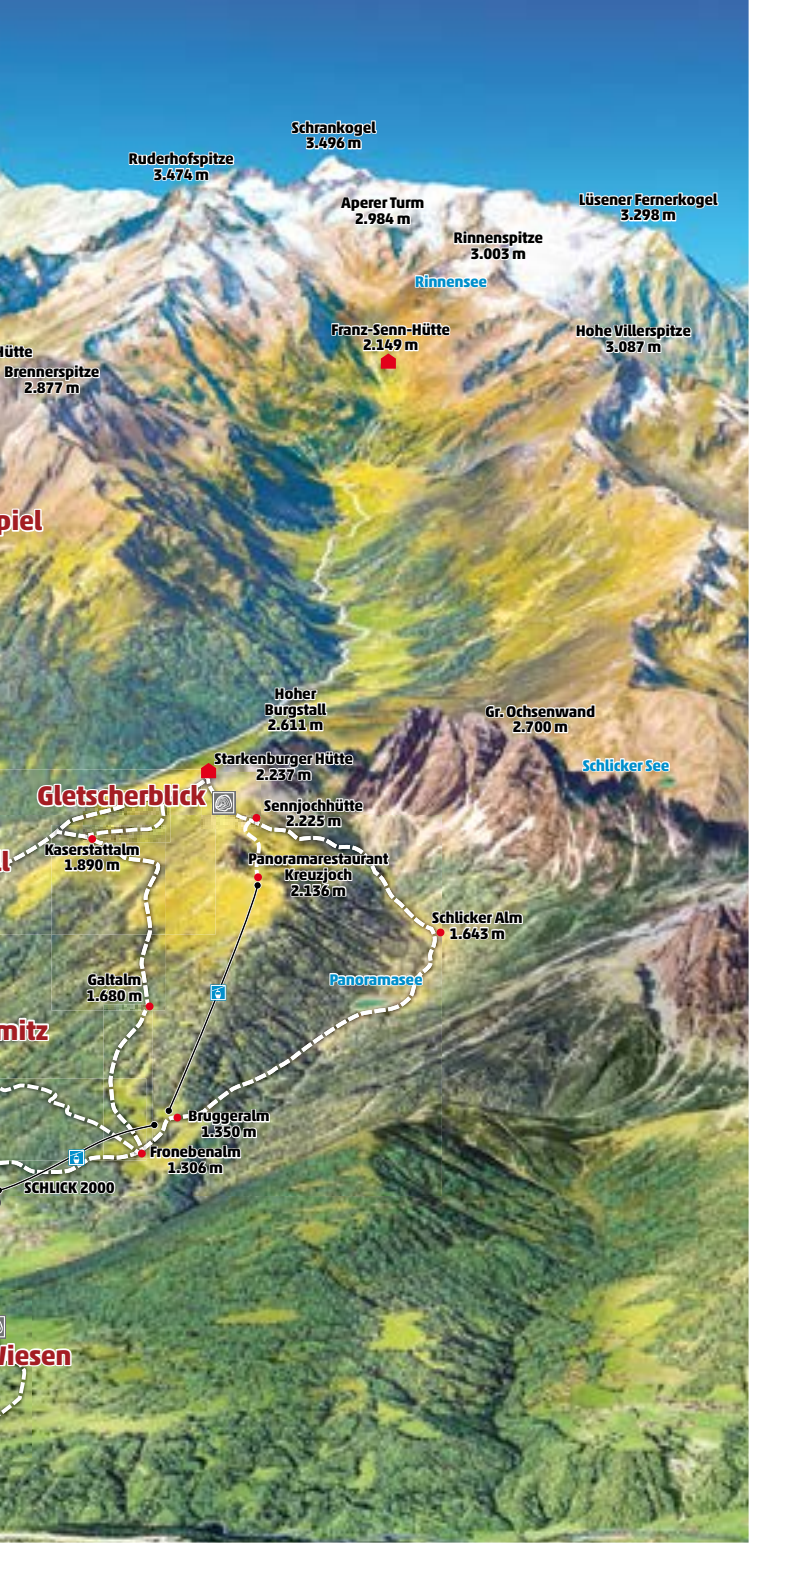 Schrankogel
3.496 m
Ruderhofspitze
3.474 m
Aperer Turm
2.984 m
Lüsener Fernerkogel
3.298 m
Rinnenspitze
3.003 m
Rinnensee
Franz-Senn-Hütte
2.149 m
Hohe Villerspitze
3.087 m
Hütte
Brennerspitze
2.877 m
piel
Hoher
Burgstall
2.611 m
Gr. Ochsenwand
2.700 m
Starkenburger Hütte
2.237 m
Schlicker See
Gletscherblick
Sennjochhütte
2.225 m
Kaserstattalm
1.890 m
l
Panoramarestaurant
Kreuzjoch
2.136 m
Schlicker Alm
1.643 m
Galtalm
1.680 m
Panoramasee
mitz
Bruggeralm
1.350 m
Fronebenalm
1.306 m
SCHLICK 2000
Wiesen